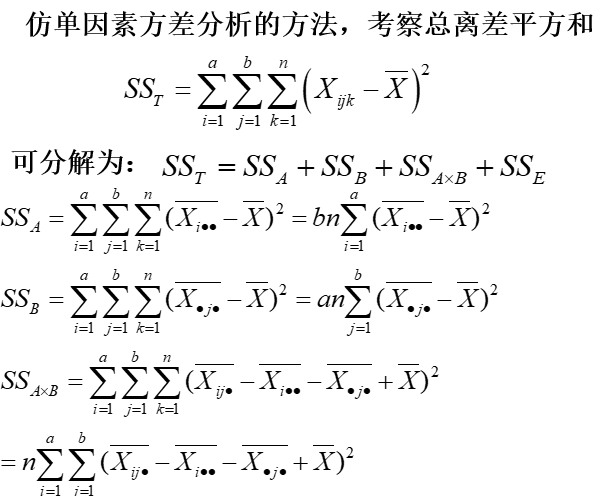 仿单因素方差分析的方法，考察总离差平方和
$SS_T = \sum_{i=1}^{a}\sum_{j=1}^{b}\sum_{k=1}^{n}\left(X_{ijk} - \overline{X}\right)^2$
可分解为： $SS_T = SS_A + SS_B + SS_{A×B} + SS_E$
$SS_A = \sum_{i=1}^{a}\sum_{j=1}^{b}\sum_{k=1}^{n}(\overline{X_{i••}} - \overline{X})^2 = bn\sum_{i=1}^{a}(\overline{X_{i••}} - \overline{X})^2$
$SS_B = \sum_{i=1}^{a}\sum_{j=1}^{b}\sum_{k=1}^{n}(\overline{X_{•j•}} - \overline{X})^2 = an\sum_{j=1}^{b}(\overline{X_{•j•}} - \overline{X})^2$
$SS_{A×B} = \sum_{i=1}^{a}\sum_{j=1}^{b}\sum_{k=1}^{n}(\overline{X_{ij•}} - \overline{X_{i••}} - \overline{X_{•j•}} + \overline{X})^2$
$= n\sum_{i=1}^{a}\sum_{i=1}^{b}(\overline{X_{ij•}} - \overline{X_{i••}} - \overline{X_{•j•}} + \overline{X})^2$